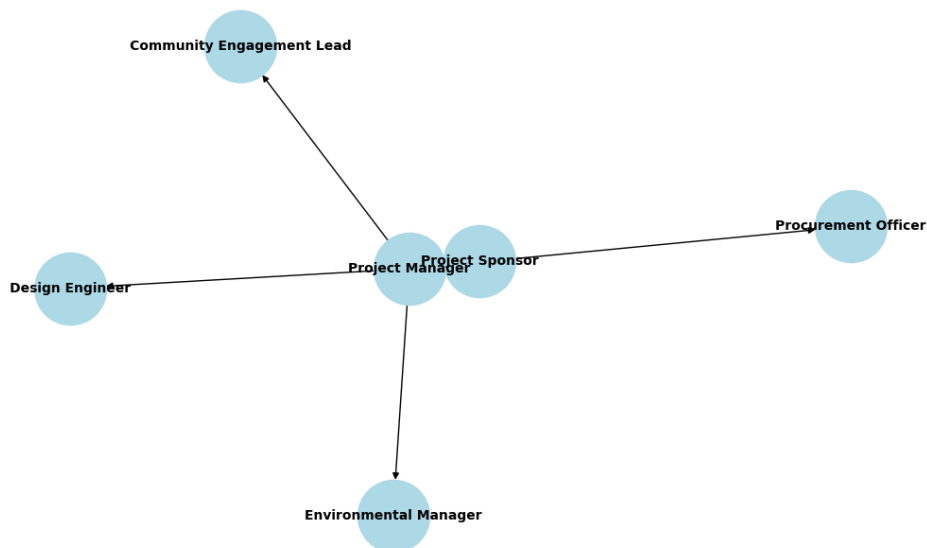 Community Engagement Lead
Procurement Officer
Project Sponsor
Project Manager
Design Engineer
Environmental Manager